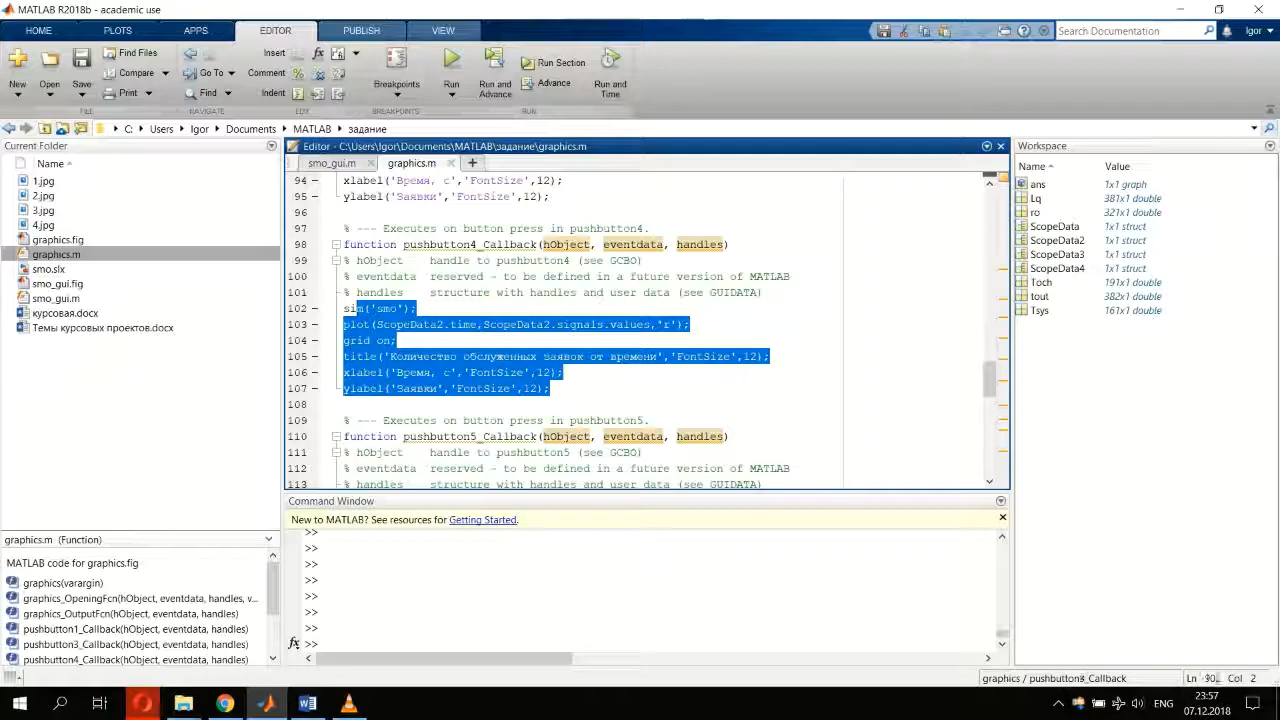 MATLAB R2018b - academic use
HOME PLOTS APPS EDITOR PUBLISH VIEW
Search Documentation
Igor
New Open Save
Find Files
Compare
Print
Go To
Find
Insert
Comment
Indent
Breakpoints
Run
Run and Advance
Run Section
Advance
Run and Time
FILE NAVIGATE EDIT BREAKPOINTS RUN
C: Users Igor Documents MATLAB задание
Current Folder
Name
1.jpg
2.jpg
3.jpg
4.jpg
graphics.fig
graphics.m
smo.slx
smo_gui.fig
smo_gui.m
курсовая.docx
Темы курсовых проектов.docx
graphics.m (Function)
MATLAB code for graphics.fig
graphics(varargin)
graphics_OpeningFcn(hObject, eventdata, handles, v...
graphics_OutputFcn(hObject, eventdata, handles)
pushbutton1_Callback(hObject, eventdata, handles)
pushbutton3_Callback(hObject, eventdata, handles)
pushbutton4_Callback(hObject, eventdata, handles)
Editor - C:\Users\Igor\Documents\MATLAB\задание\graphics.m
smo_gui.m graphics.m
94 xlabel('Время, с','FontSize',12);
95 ylabel('Заявки','FontSize',12);
96
97 % --- Executes on button press in pushbutton4.
98 function pushbutton4_Callback(hObject, eventdata, handles)
99 % hObject    handle to pushbutton4 (see GCBO)
100 % eventdata  reserved - to be defined in a future version of MATLAB
101 % handles    structure with handles and user data (see GUIDATA)
102 sim('smo');
103 plot(ScopeData2.time,ScopeData2.signals.values,'r');
104 grid on;
105 title('Количество обслуженных заявок от времени','FontSize',12);
106 xlabel('Время, с','FontSize',12);
107 ylabel('Заявки','FontSize',12);
108
109 % --- Executes on button press in pushbutton5.
110 function pushbutton5_Callback(hObject, eventdata, handles)
111 % hObject    handle to pushbutton5 (see GCBO)
112 % eventdata  reserved - to be defined in a future version of MATLAB
113 % handles    structure with handles and user data (see GUIDATA)
Command Window
New to MATLAB? See resources for Getting Started.
>>
>>
>>
>>
>>
>>
>>
fx >>
Workspace
Name Value
ans 1x1 graph
Lq 381x1 double
ro 321x1 double
ScopeData 1x1 struct
ScopeData2 1x1 struct
ScopeData3 1x1 struct
ScopeData4 1x1 struct
Toch 191x1 double
tout 382x1 double
Tsys 161x1 double
Ln 90 Col 2
ENG
23:57
07.12.2018